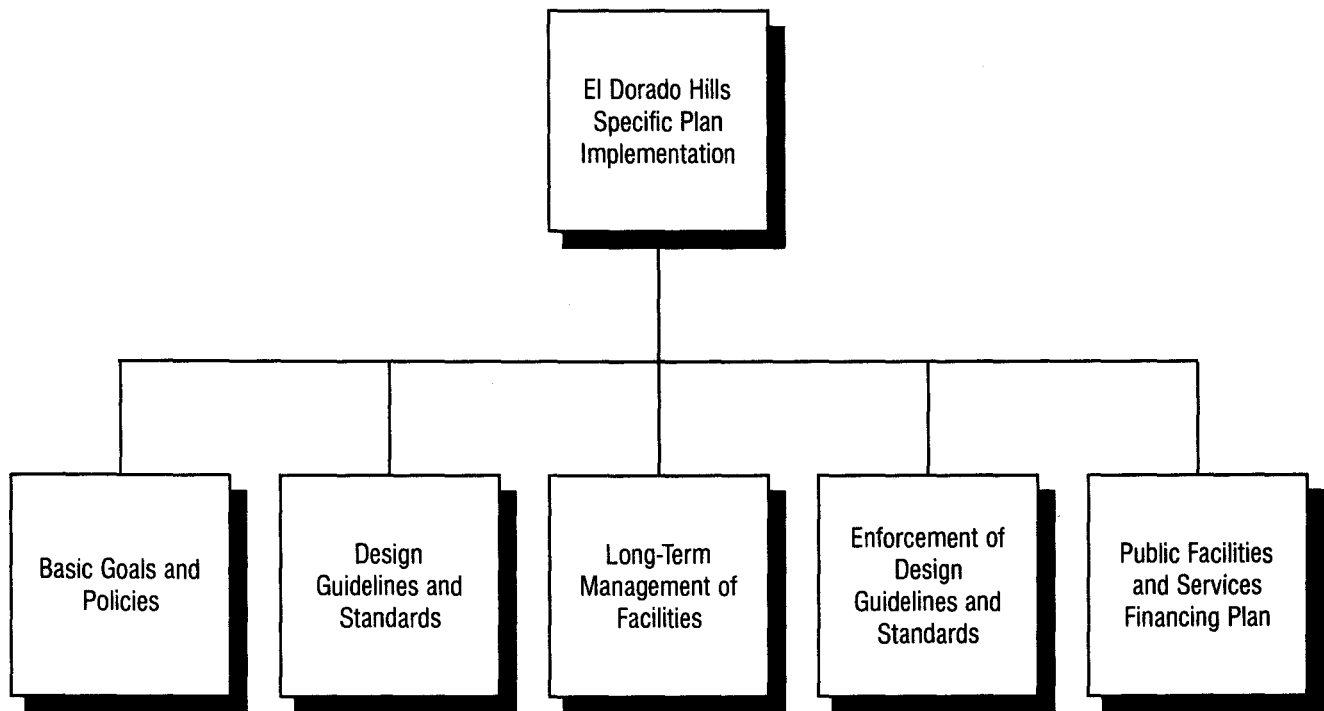 El Dorado Hills
Specific Plan
Implementation
Basic Goals and
Policies
Design
Guidelines and
Standards
Long-Term
Management of
Facilities
Enforcement of
Design
Guidelines and
Standards
Public Facilities
and Services
Financing Plan